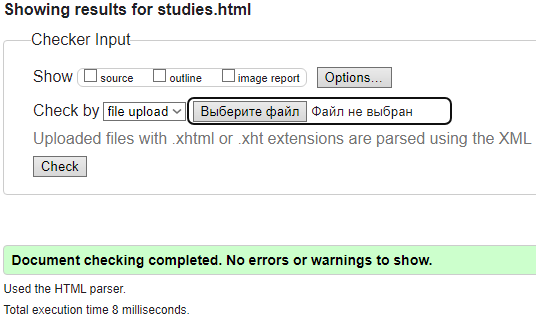 Showing results for studies.html
Checker Input
Show source outline image report Options...
Check by file upload Выберите файл Файл не выбран
Uploaded files with .xhtml or .xht extensions are parsed using the XML
Check
Document checking completed. No errors or warnings to show.
Used the HTML parser.
Total execution time 8 milliseconds.